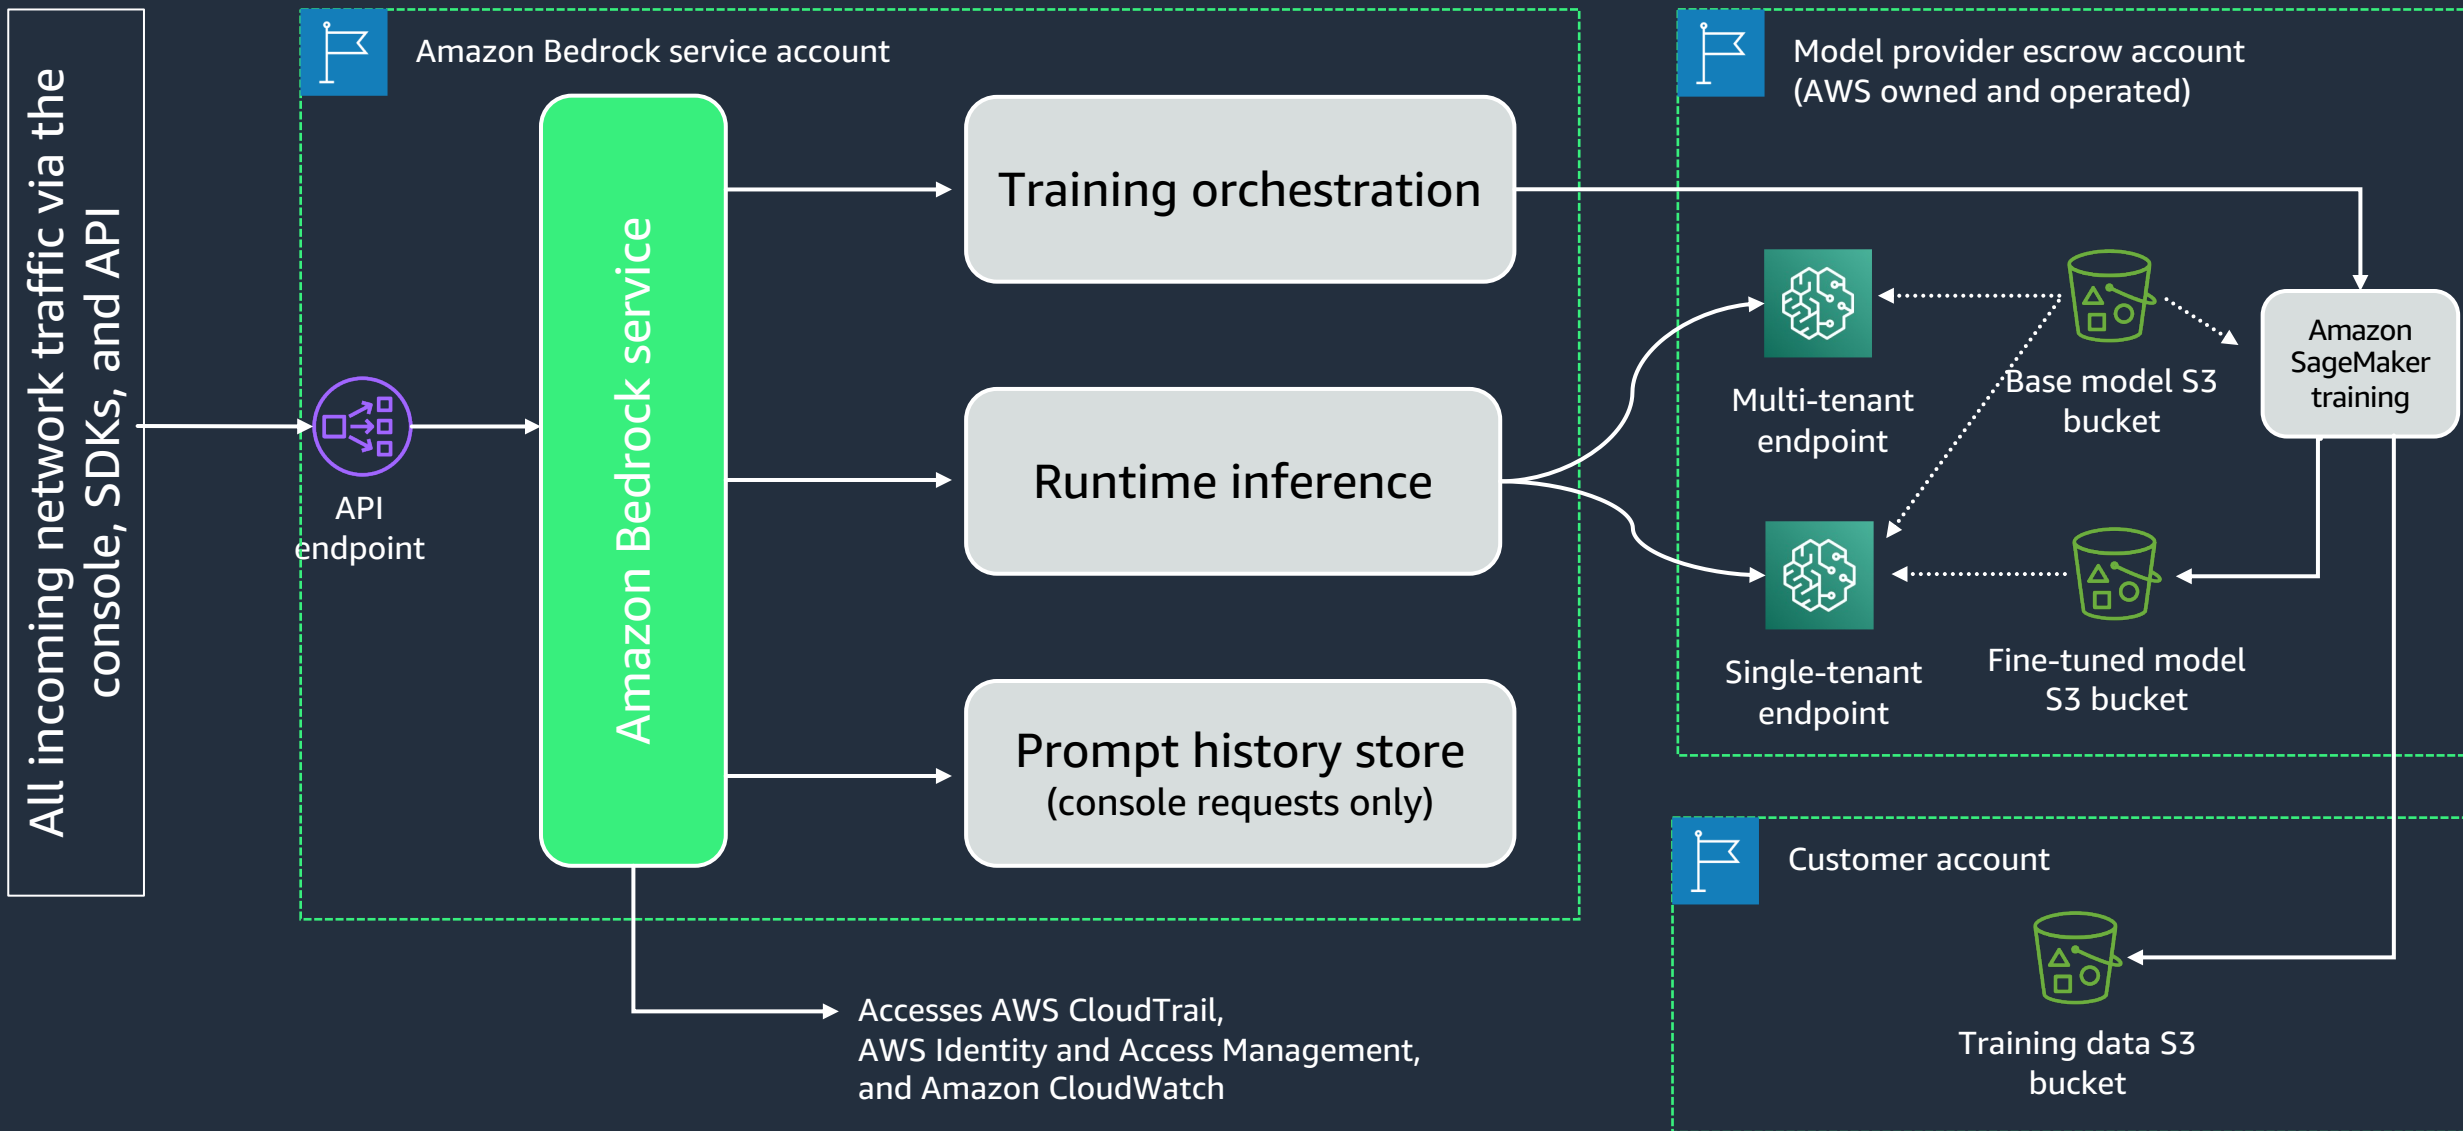 All incoming network traffic via the
console, SDKs, and API
Amazon Bedrock service account
API
endpoint
Amazon Bedrock service
Training orchestration
Runtime inference
Prompt history store
(console requests only)
Accesses AWS CloudTrail,
AWS Identity and Access Management,
and Amazon CloudWatch
Model provider escrow account
(AWS owned and operated)
Multi-tenant
endpoint
Base model S3
bucket
Amazon
SageMaker
training
Single-tenant
endpoint
Fine-tuned model
S3 bucket
Customer account
Training data S3
bucket